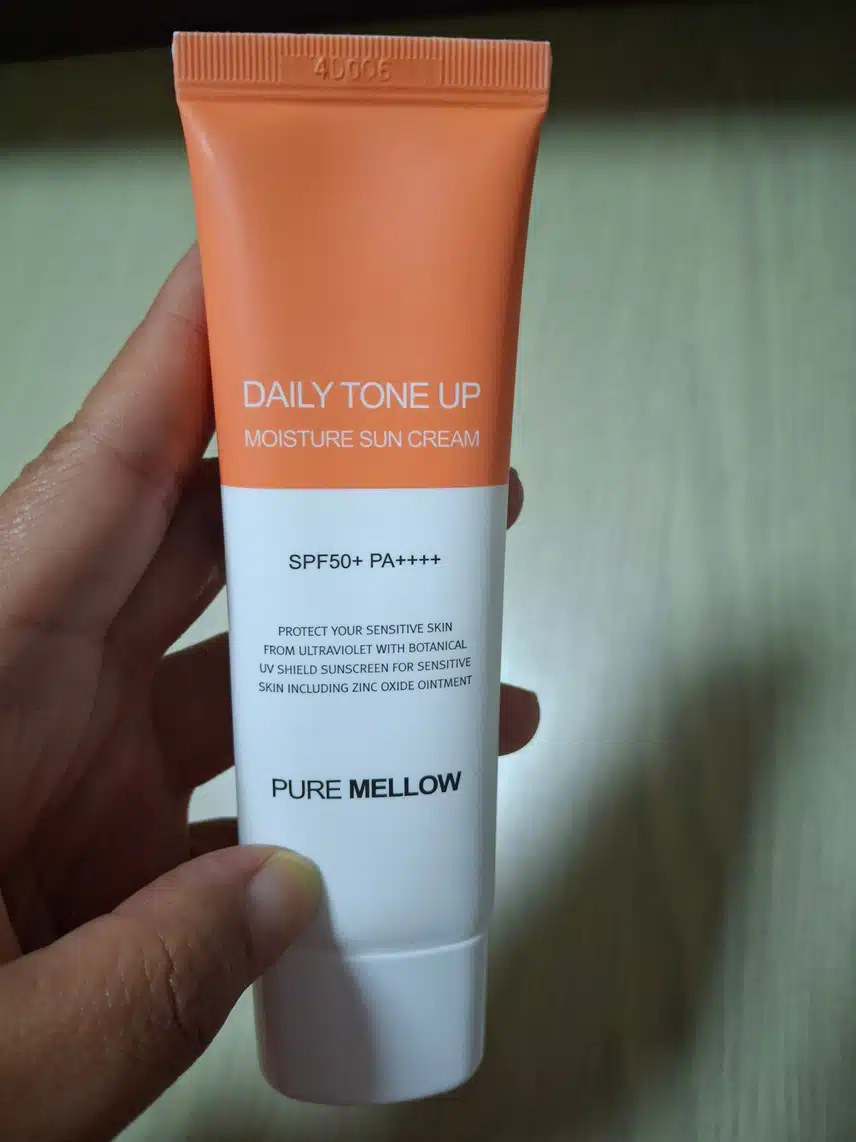 4D006
DAILY TONE UP
MOISTURE SUN CREAM
SPF50+ PA++++
PROTECT YOUR SENSITIVE SKIN
FROM ULTRAVIOLET WITH BOTANICAL
UV SHIELD SUNSCREEN FOR SENSITIVE
SKIN INCLUDING ZINC OXIDE OINTMENT
PURE MELLOW